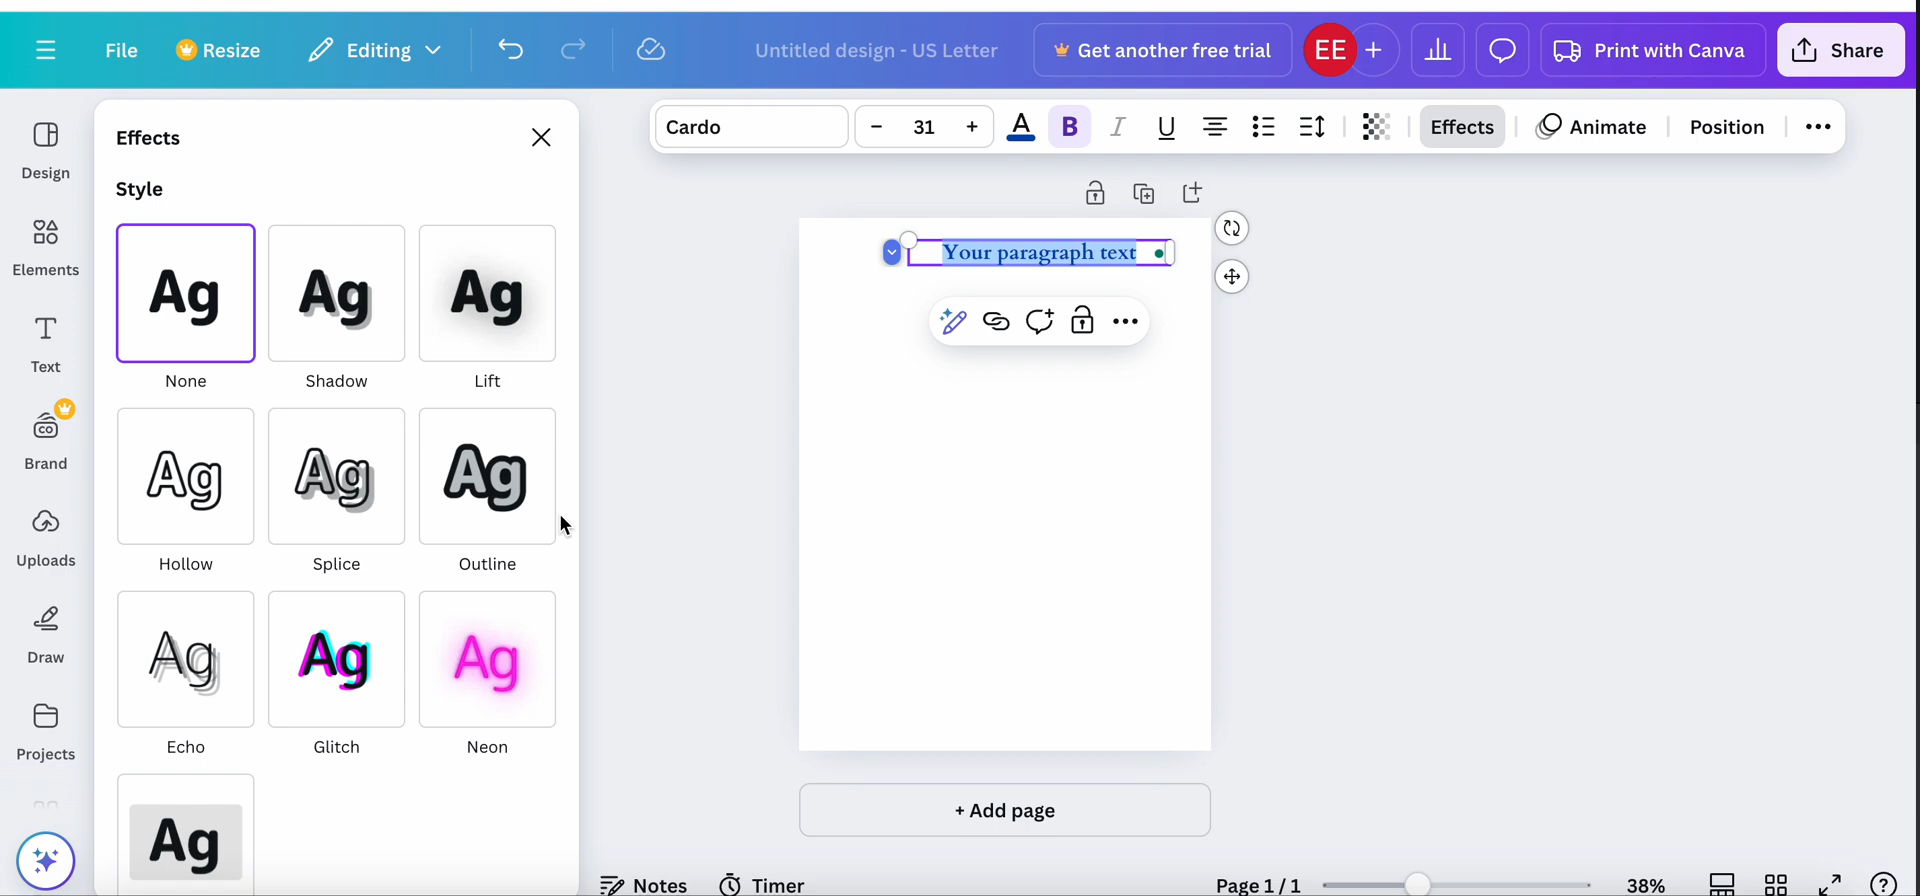 File
Resize
Editing
Untitled design - US Letter
Get another free trial
EE
+
Print with Canva
Share
Design
Elements
Text
Brand
Uploads
Draw
Projects
Effects
Style
Ag
None
Ag
Shadow
Ag
Lift
Ag
Hollow
Ag
Splice
Ag
Outline
Ag
Echo
Ag
Glitch
Ag
Neon
Ag
Cardo
− 31 +
A
B
I
U
Effects
Animate
Position
Your paragraph text
+ Add page
Notes
Timer
Page 1 / 1
38%